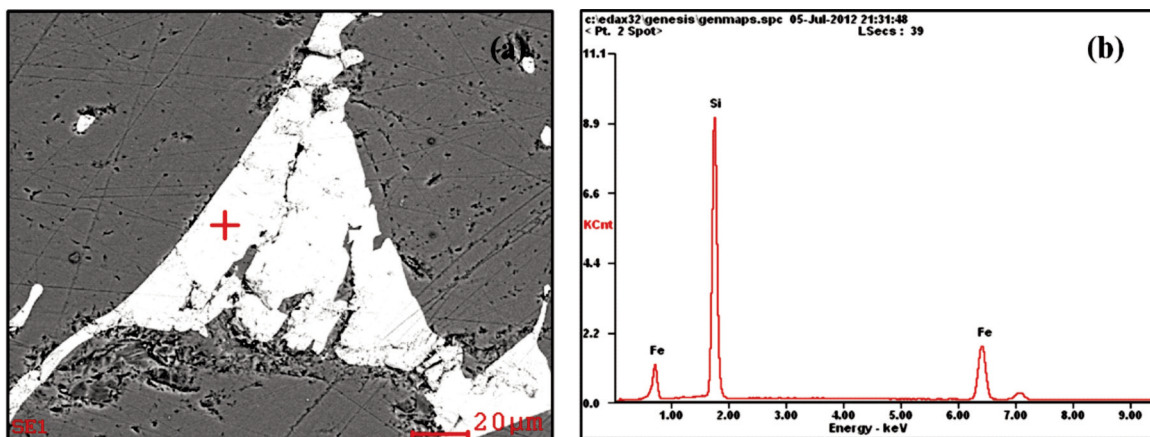 (a)
SE1
20µm
c:\edax32\genesis\genmaps.spc 05-Jul-2012 21:31:48
< Pt. 2 Spot> LSecs : 39
(b)
11.1
8.9
6.6
KCnt
4.4
2.2
0.0
Si
Fe
Fe
1.00 2.00 3.00 4.00 5.00 6.00 7.00 8.00 9.00
Energy - keV